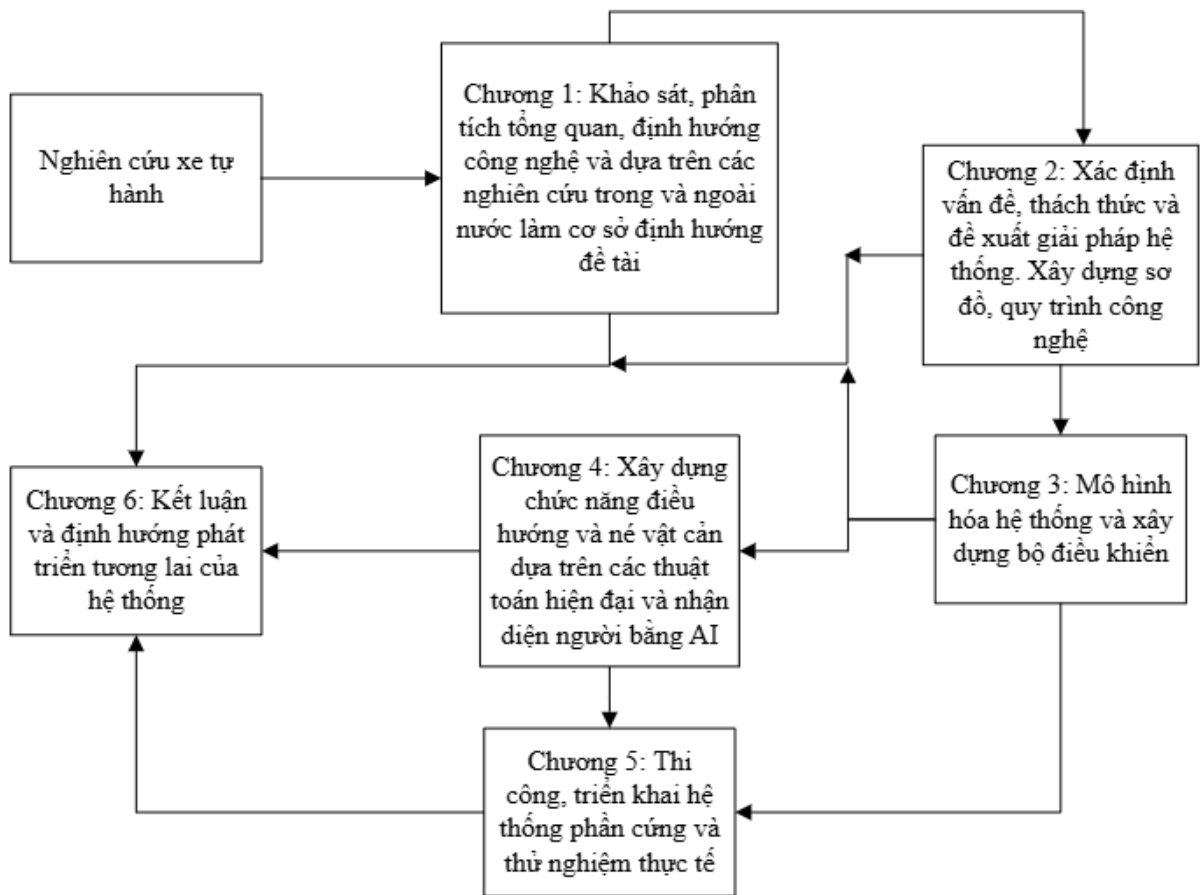 Nghiên cứu xe tự
hành
Chương 1: Khảo sát, phân
tích tổng quan, định hướng
công nghệ và dựa trên các
nghiên cứu trong và ngoài
nước làm cơ sở định hướng
đề tài
Chương 2: Xác định
vấn đề, thách thức và
đề xuất giải pháp hệ
thống. Xây dựng sơ
đồ, quy trình công
nghệ
Chương 3: Mô hình
hóa hệ thống và xây
dựng bộ điều khiển
Chương 4: Xây dựng
chức năng điều
hướng và né vật cản
dựa trên các thuật
toán hiện đại và nhận
diện người bằng AI
Chương 5: Thi
công, triển khai hệ
thống phần cứng và
thử nghiệm thực tế
Chương 6: Kết luận
và định hướng phát
triển tương lai của
hệ thống